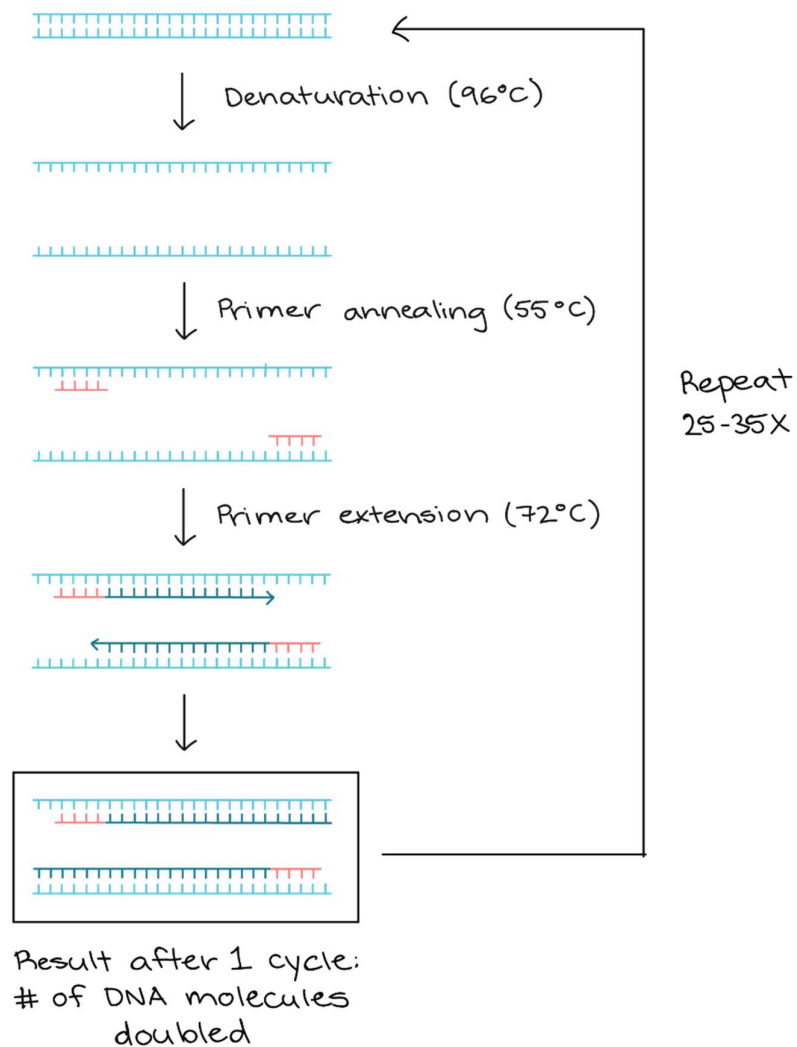 Denaturation (96°C)
Primer annealing (55°C)
Repeat
25-35X
Primer extension (72°C)
Result after 1 cycle:
# of DNA molecules
doubled